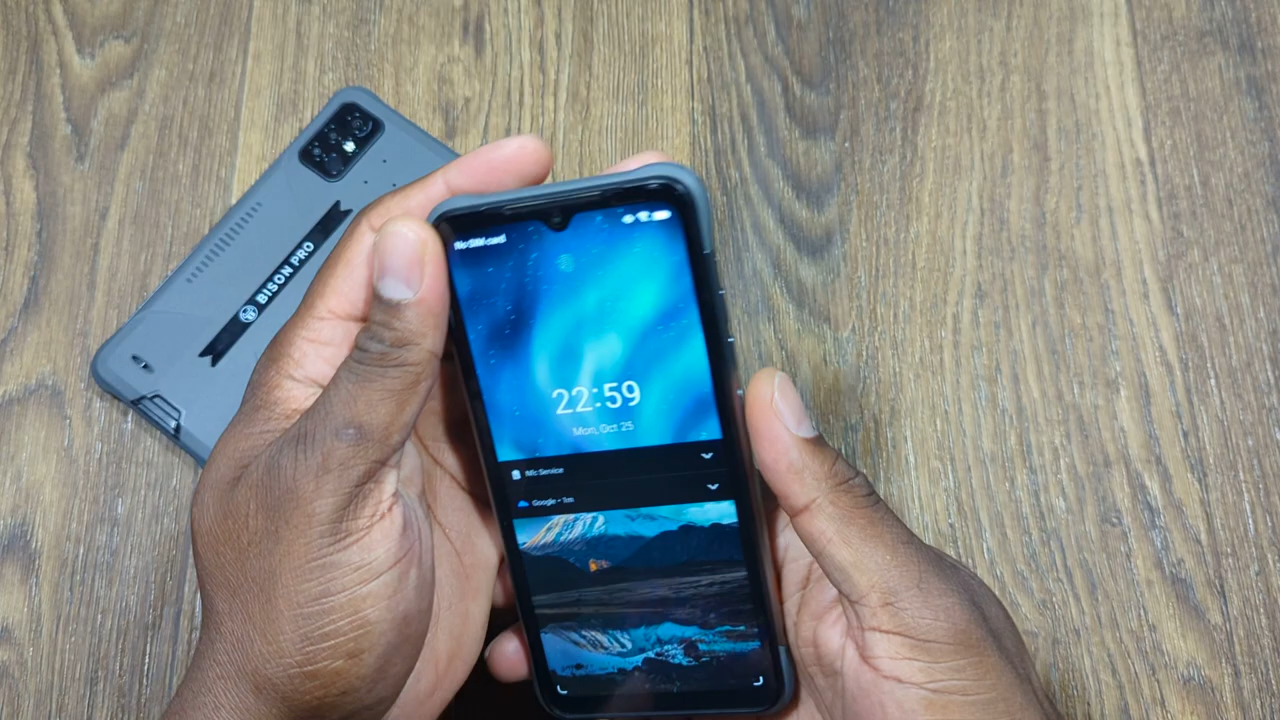 BISON PRO
No SIM card
22:59
Mon, Oct 25
Google • 1m